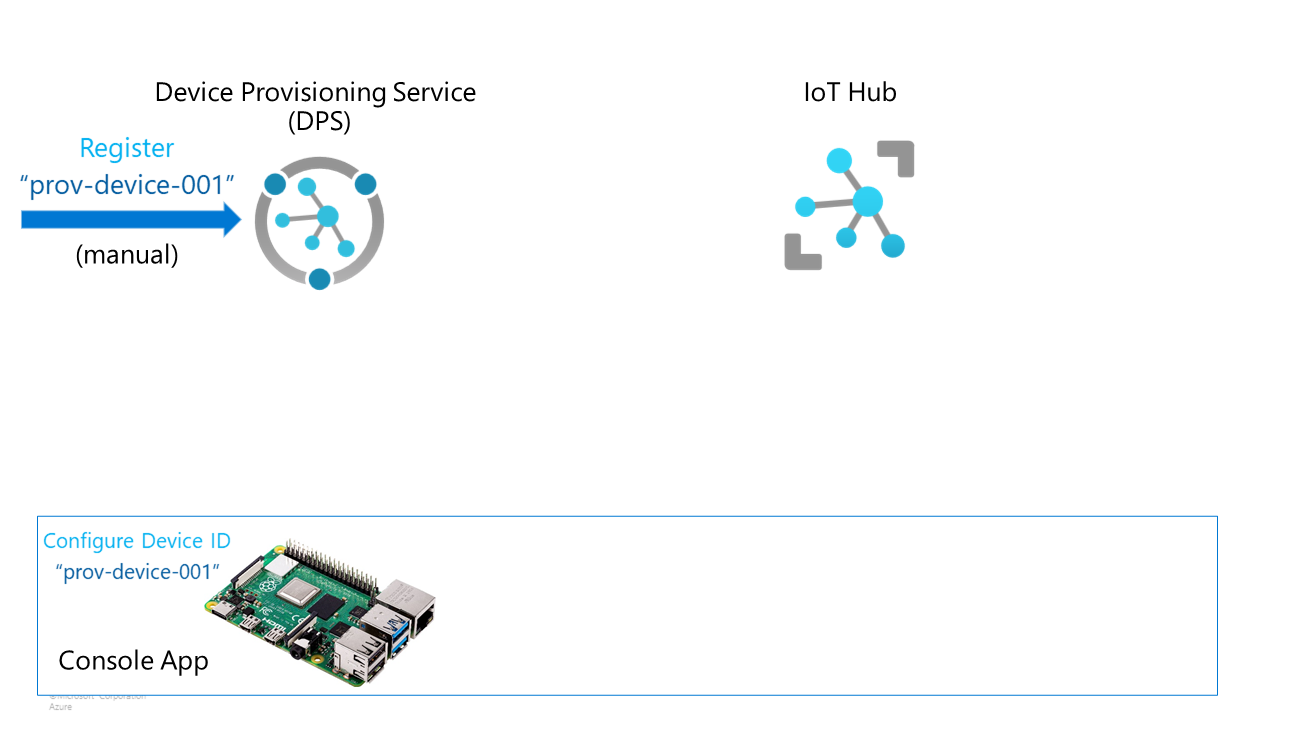 Device Provisioning Service
(DPS)
IoT Hub
Register
“prov-device-001”
(manual)
Configure Device ID
“prov-device-001”
Console App
©Microsoft Corporation
Azure